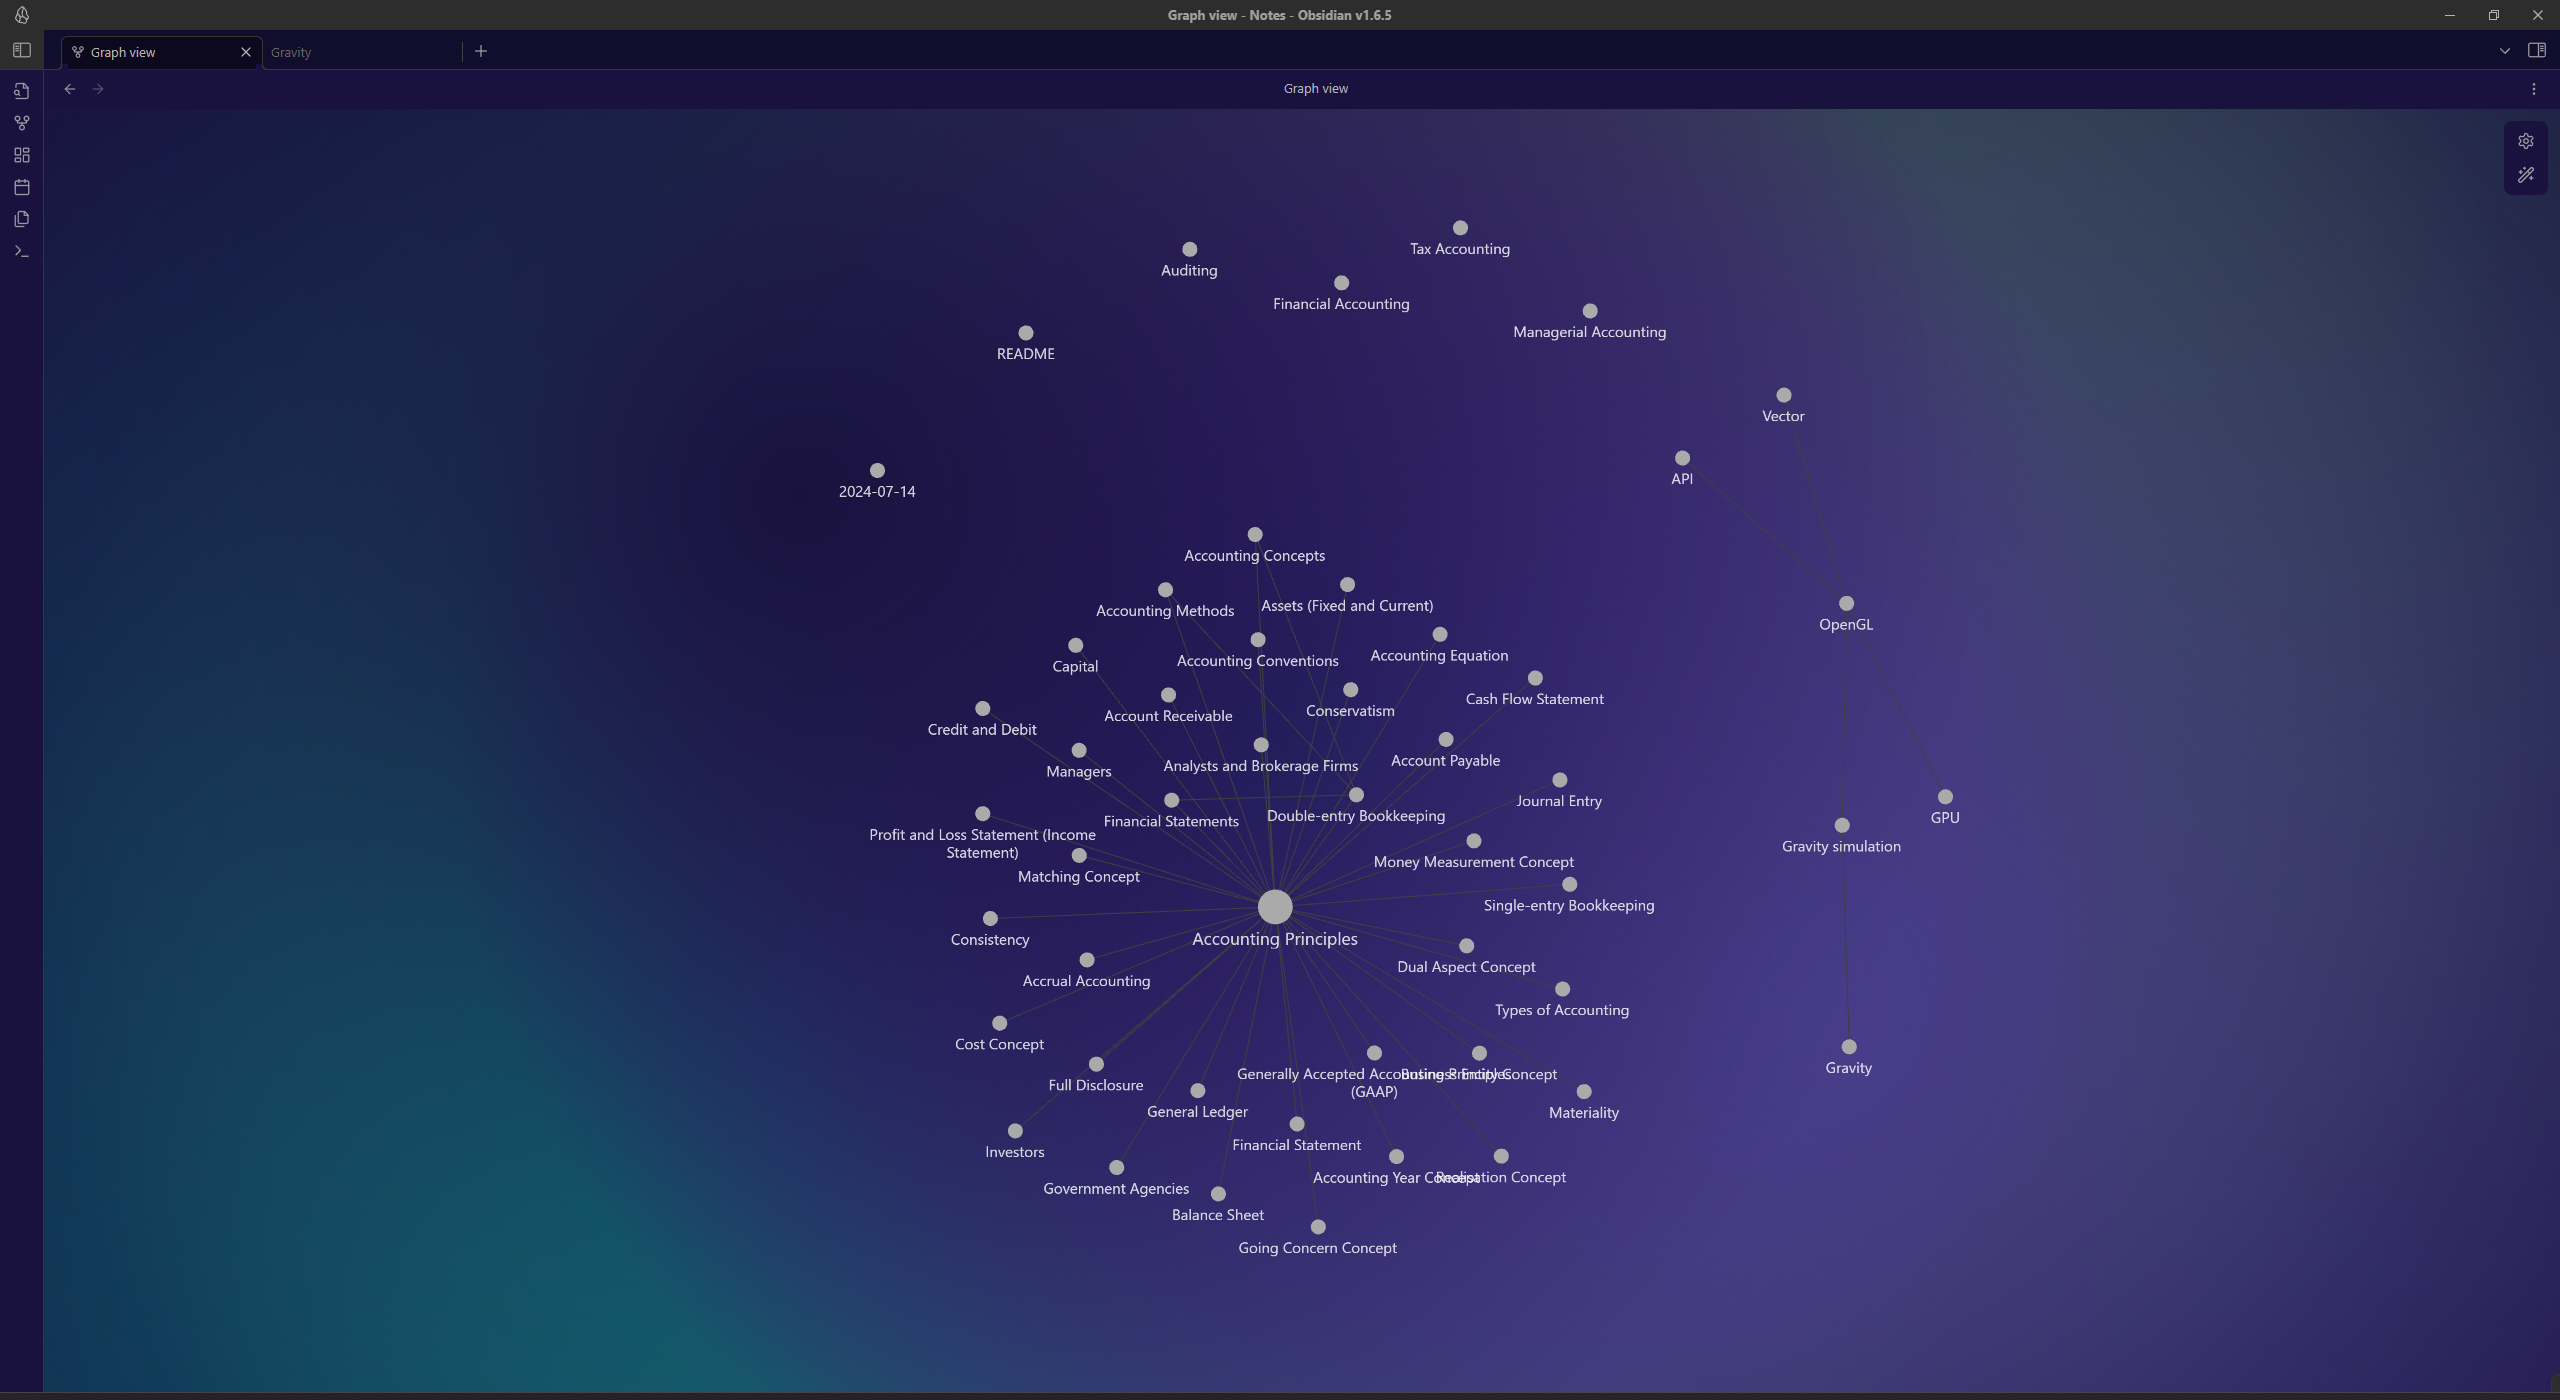 Graph view - Notes - Obsidian v1.6.5
Graph view
Gravity
Graph view
Tax Accounting
Auditing
Financial Accounting
Managerial Accounting
README
Vector
API
2024-07-14
Accounting Concepts
Accounting Methods
Assets (Fixed and Current)
Capital
Accounting Conventions
Accounting Equation
OpenGL
Credit and Debit
Account Receivable
Conservatism
Cash Flow Statement
Managers
Analysts and Brokerage Firms
Account Payable
Journal Entry
Financial Statements
Double-entry Bookkeeping
GPU
Profit and Loss Statement (Income
Statement)
Gravity simulation
Money Measurement Concept
Matching Concept
Single-entry Bookkeeping
Consistency
Accounting Principles
Dual Aspect Concept
Accrual Accounting
Types of Accounting
Cost Concept
Full Disclosure
Generally Accepted Accounting Principles
(GAAP)
Business Entity Concept
Gravity
General Ledger
Materiality
Investors
Financial Statement
Accounting Year Concept
Realisation Concept
Government Agencies
Balance Sheet
Going Concern Concept